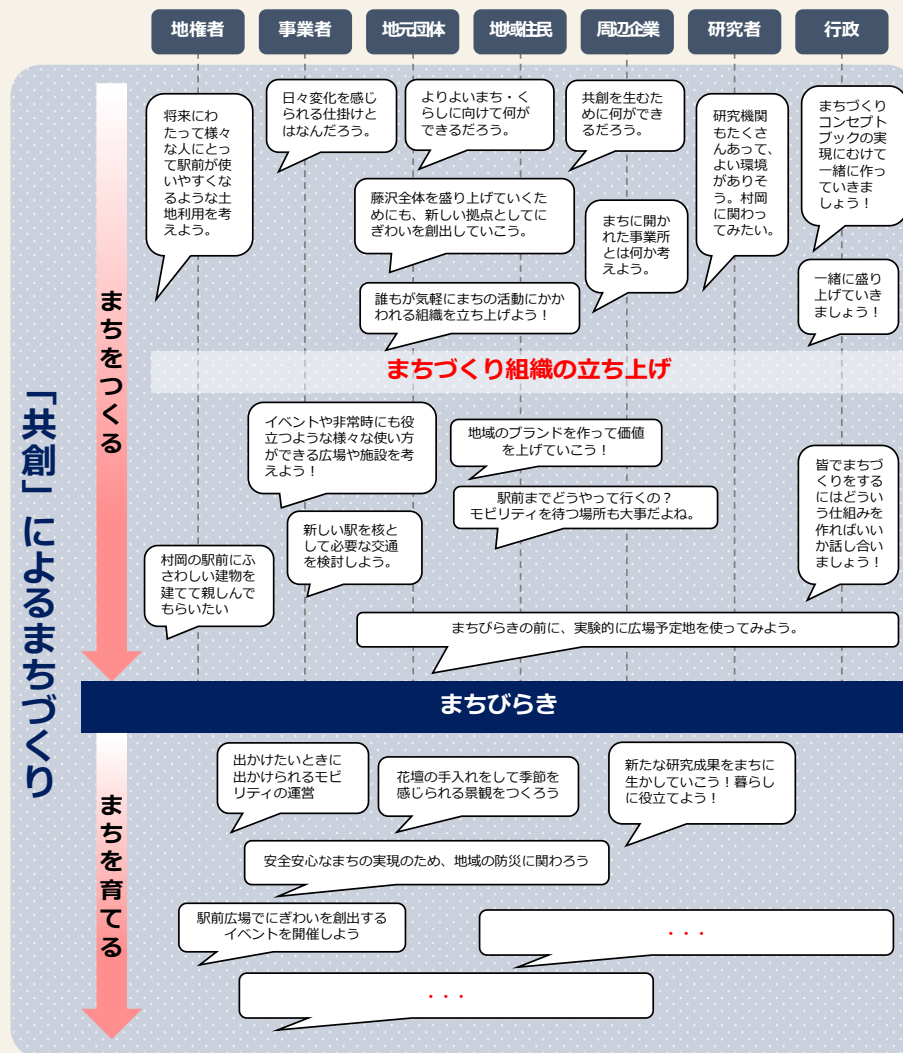 地権者
事業者
地元団体
地域住民
周辺企業
研究者
行政
「共創」によるまちづくり
まちをつくる
将来にわ
たって様々
な人にとっ
て駅前が使
いやすくな
るような土
地利用を考
えよう。
日々変化を感じ
られる仕掛けと
はなんだろう。
よりよいまち・く
らしに向けて何が
できるだろう。
共創を生むた
めに何ができ
るだろう。
研究機関
もたくさ
んあって、
よい環境
がありそ
う。村岡
に関わっ
てみたい。
まちづくり
コンセプト
ブックの実
現にむけて
一緒に作っ
ていきま
しょう!
藤沢全体を盛り上げていくた
めにも、新しい拠点としてに
ぎわいを創出していこう。
まちに開か
れた事業所
とは何か考
えよう。
一緒に盛り
上げていき
ましょう!
誰もが気軽にまちの活動にかか
われる組織を立ち上げよう!
まちづくり組織の立ち上げ
イベントや非常時にも役
立つような様々な使い方
ができる広場や施設を考
えよう!
地域のブランドを作って価値
を上げていこう!
駅前までどうやって行くの?
モビリティを待つ場所も大事だよね。
皆でまちづ
くりをする
にはどうい
う仕組みを
作ればいい
か話し合い
ましょう!
新しい駅を核と
して必要な交通
を検討しよう。
村岡の駅前にふ
さわしい建物を
建てて親しんで
もらいたい
まちびらきの前に、実験的に広場予定地を使ってみよう。
まちびらき
まちを育てる
出かけたいときに
出かけられるモビ
リティの運営
花壇の手入れをして季節を
感じられる景観をつくろう
新たな研究成果をまちに
生かしていこう!暮らし
に役立てよう!
安全安心なまちの実現のため、地域の防災に関わろう
駅前広場でにぎわいを創出する
イベントを開催しよう
・・・
・・・